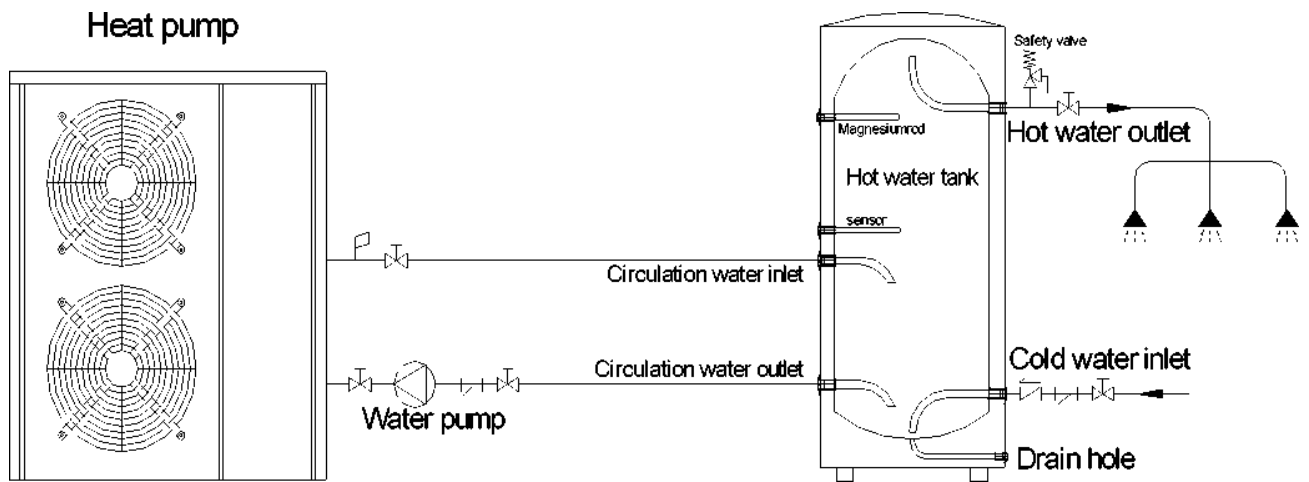 Heat pump
Safety valve
Hot water outlet
Magnesiumrod
Hot water tank
sensor
Circulation water inlet
Circulation water outlet
Cold water inlet
Water pump
Drain hole